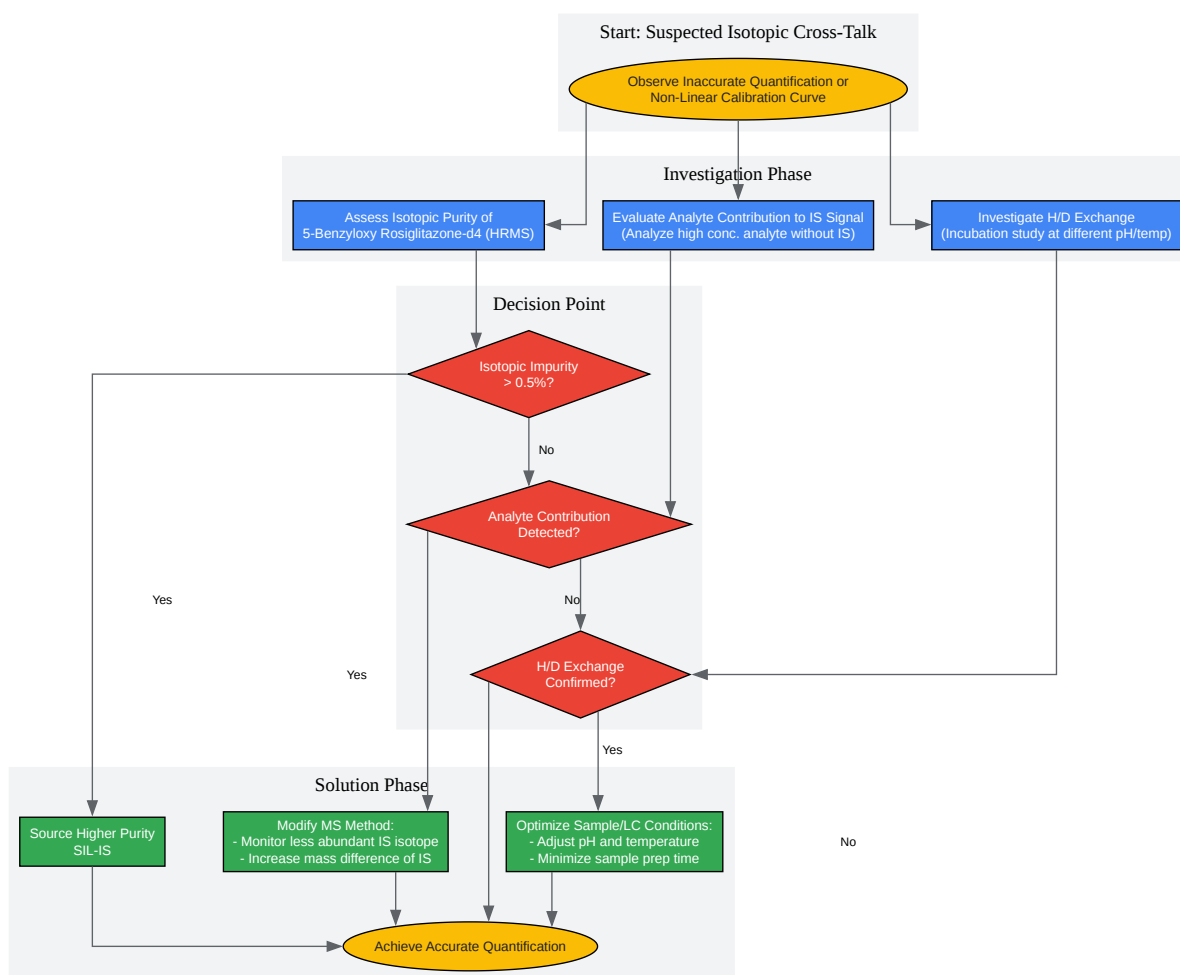 Start: Suspected Isotopic Cross-Talk
Observe Inaccurate Quantification or
Non-Linear Calibration Curve
Investigation Phase
Assess Isotopic Purity of
5-Benzyloxy Rosiglitazone-d4 (HRMS)
Evaluate Analyte Contribution to IS Signal
(Analyze high conc. analyte without IS)
Investigate H/D Exchange
(Incubation study at different pH/temp)
Decision Point
Isotopic Impurity
> 0.5%?
No
Analyte Contribution
Detected?
Yes
No
H/D Exchange
Confirmed?
Yes
Yes
Solution Phase
Source Higher Purity
SIL-IS
Modify MS Method:
- Monitor less abundant IS isotope
- Increase mass difference of IS
Optimize Sample/LC Conditions:
- Adjust pH and temperature
- Minimize sample prep time
No
Achieve Accurate Quantification